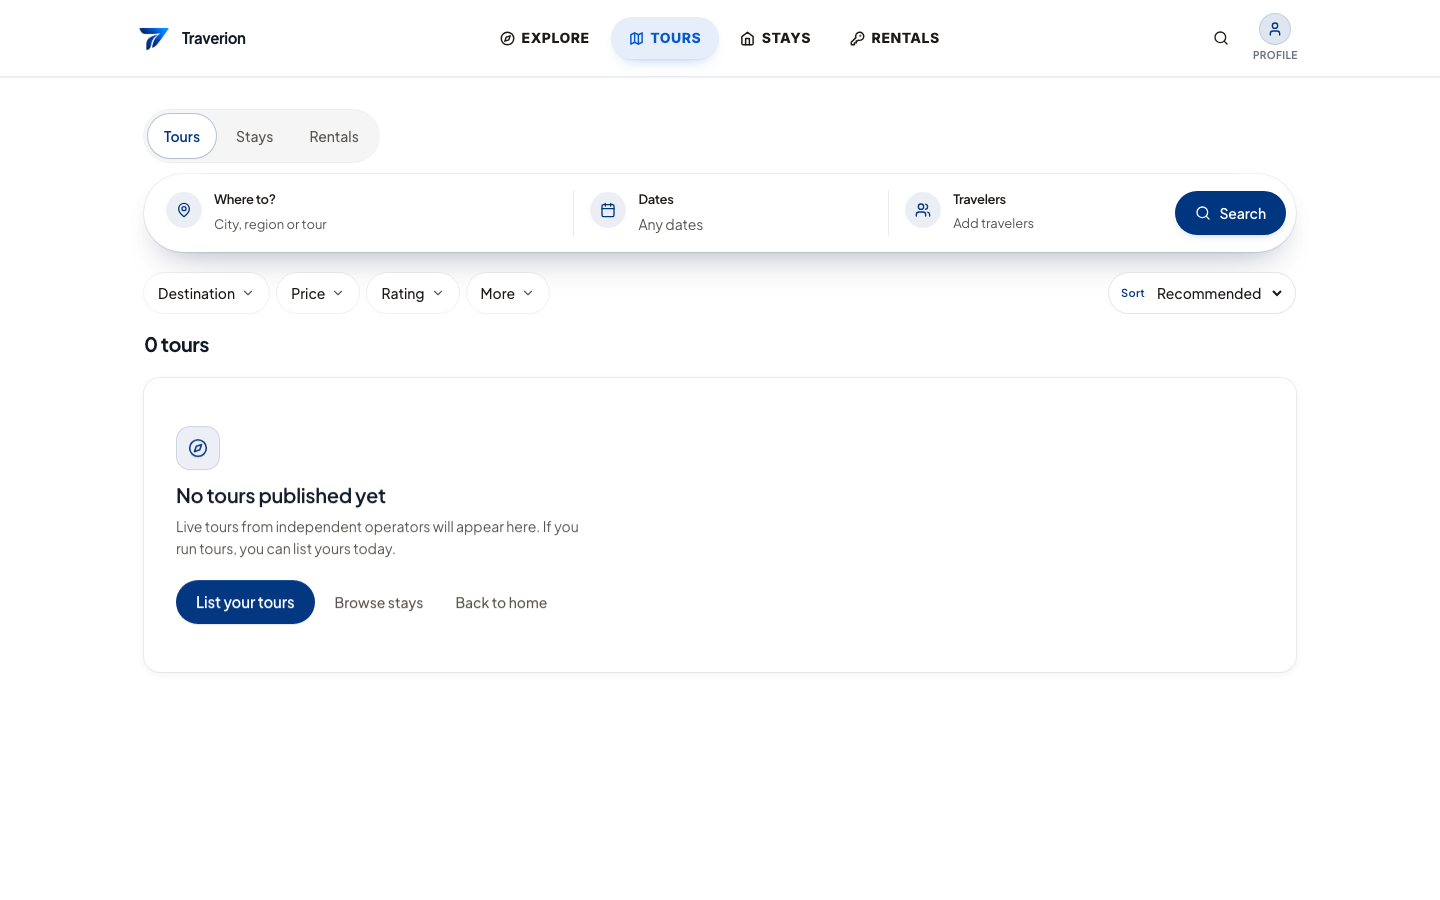 Traverion
EXPLORE
TOURS
STAYS
RENTALS
PROFILE
Tours
Stays
Rentals
Where to?
City, region or tour
Dates
Any dates
Travelers
Add travelers
Search
Destination
Price
Rating
More
Sort
Recommended
0 tours
No tours published yet
Live tours from independent operators will appear here. If you
run tours, you can list yours today.
List your tours
Browse stays
Back to home